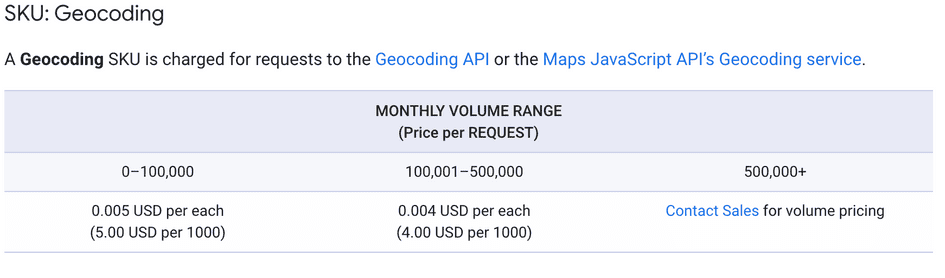 SKU: Geocoding
A Geocoding SKU is charged for requests to the Geocoding API or the Maps JavaScript API's Geocoding service.
MONTHLY VOLUME RANGE
(Price per REQUEST)
0–100,000 100,001–500,000 500,000+
0.005 USD per each 0.004 USD per each Contact Sales for volume pricing
(5.00 USD per 1000) (4.00 USD per 1000)